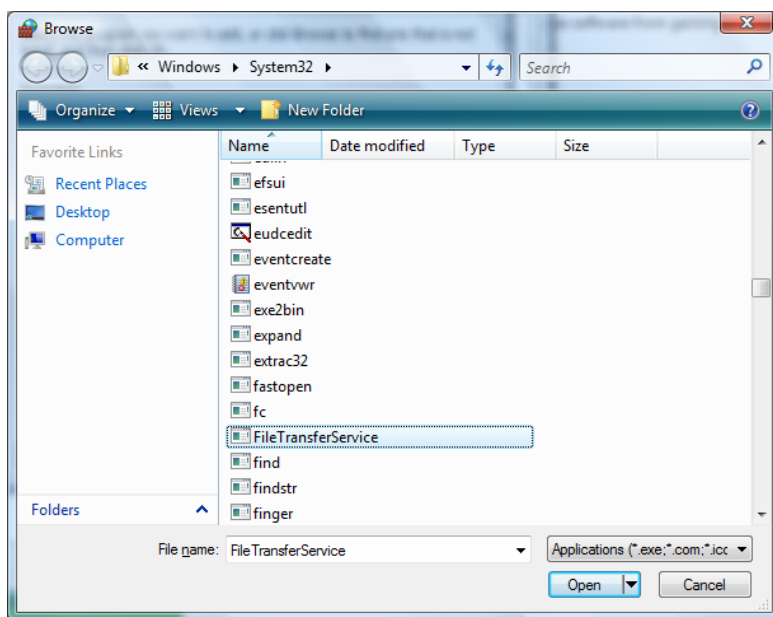 Browse
« Windows ▸ System32 ▸
Search
Organize Views New Folder
Favorite Links
Recent Places
Desktop
Computer
Folders
Name Date modified Type Size
efsui
esentutl
eudcedit
eventcreate
eventvwr
exe2bin
expand
extrac32
fastopen
fc
FileTransferService
find
findstr
finger
File name: FileTransferService
Applications (*.exe;*.com;*.icc
Open Cancel